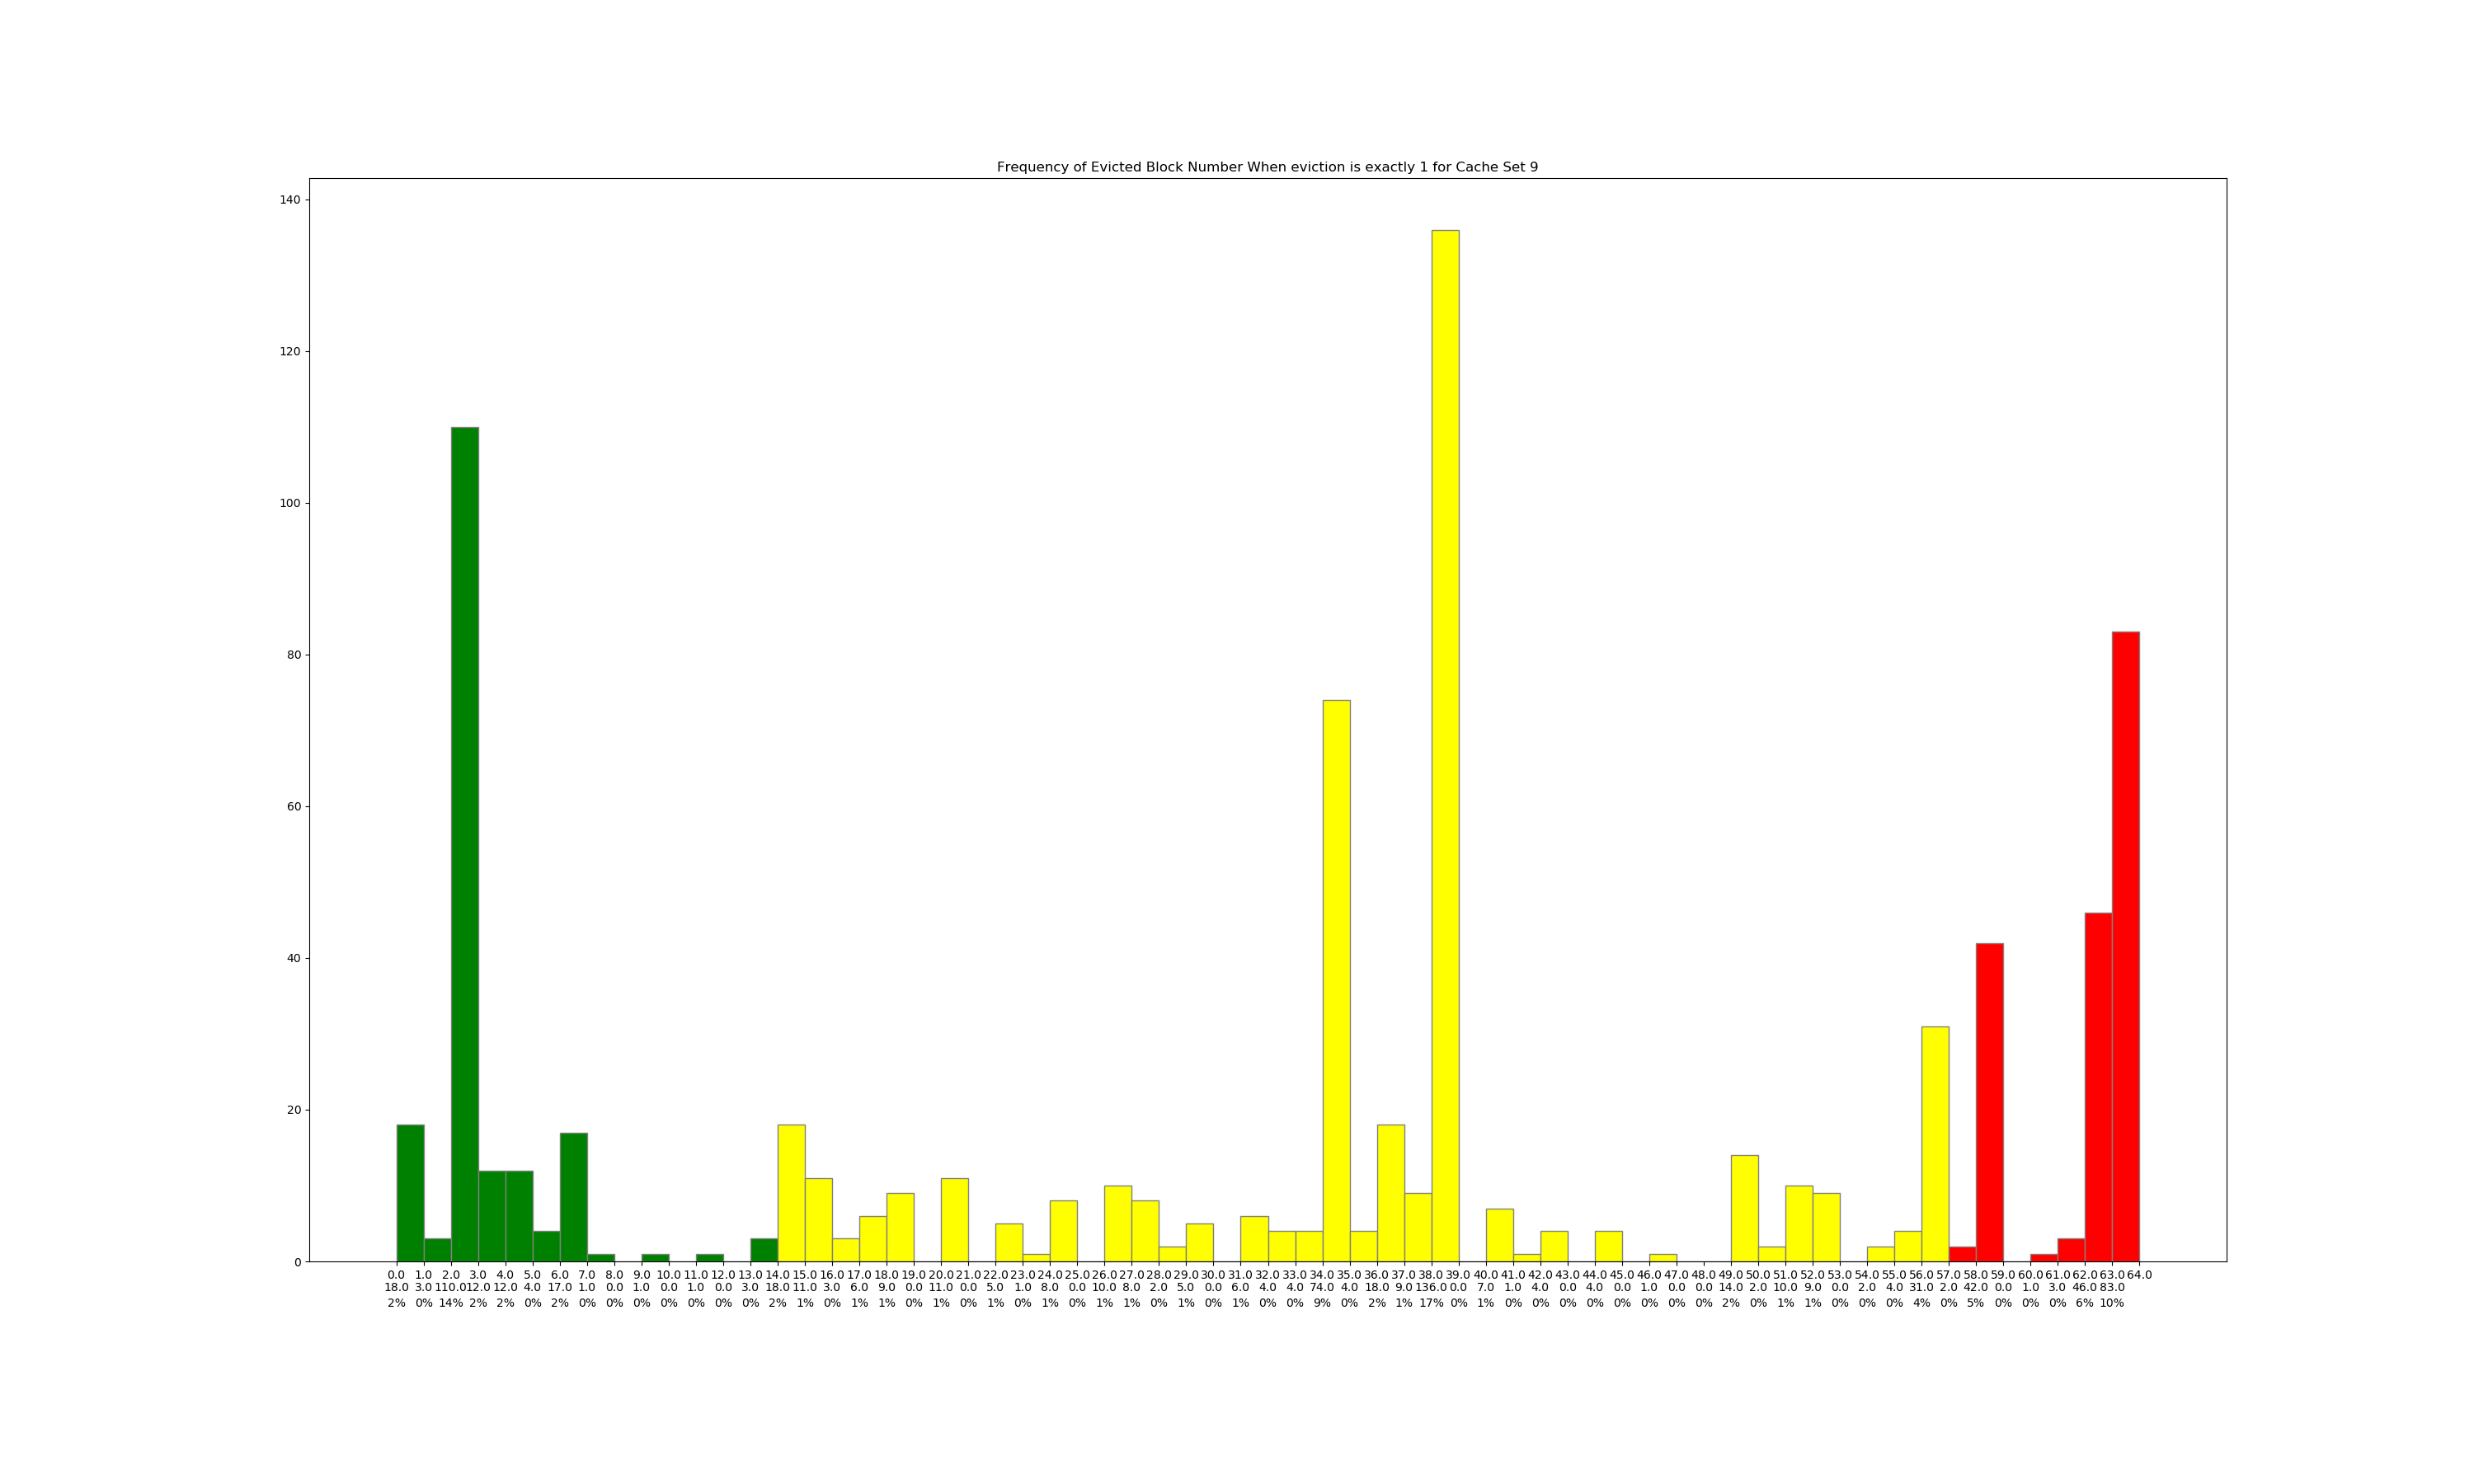 Frequency of Evicted Block Number When eviction is exactly 1 for Cache Set 9
140
120
100
80
60
40
20
0
0.0 1.0 2.0 3.0 4.0 5.0 6.0 7.0 8.0 9.0 10.0 11.0 12.0 13.0 14.0 15.0 16.0 17.0 18.0 19.0 20.0 21.0 22.0 23.0 24.0 25.0 26.0 27.0 28.0 29.0 30.0 31.0 32.0 33.0 34.0 35.0 36.0 37.0 38.0 39.0 40.0 41.0 42.0 43.0 44.0 45.0 46.0 47.0 48.0 49.0 50.0 51.0 52.0 53.0 54.0 55.0 56.0 57.0 58.0 59.0 60.0 61.0 62.0 63.0 64.0
18.0 3.0 110.0 12.0 12.0 4.0 17.0 1.0 0.0 1.0 0.0 1.0 0.0 3.0 18.0 11.0 3.0 6.0 9.0 0.0 11.0 0.0 5.0 1.0 8.0 0.0 10.0 8.0 2.0 5.0 0.0 6.0 4.0 4.0 74.0 4.0 18.0 9.0 136.0 0.0 7.0 1.0 4.0 0.0 4.0 0.0 1.0 0.0 0.0 14.0 2.0 10.0 9.0 0.0 2.0 4.0 31.0 2.0 42.0 0.0 1.0 3.0 46.0 83.0
2% 0% 14% 2% 2% 0% 2% 0% 0% 0% 0% 0% 0% 0% 2% 1% 0% 1% 1% 0% 1% 0% 1% 0% 1% 0% 1% 1% 0% 1% 0% 1% 0% 0% 9% 0% 2% 1% 17% 0% 1% 0% 0% 0% 0% 0% 0% 0% 0% 2% 0% 1% 1% 0% 0% 0% 4% 0% 5% 0% 0% 0% 6% 10%